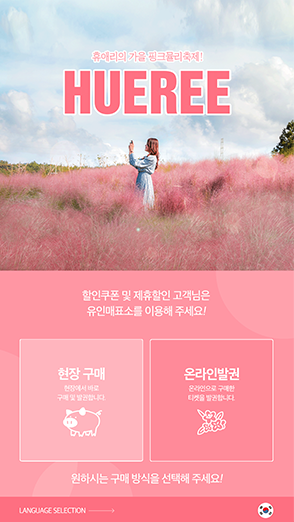 휴애리의 가을 핑크뮬리축제!
HUEREE
할인쿠폰 및 제휴할인 고객님은
유인매표소를 이용해 주세요!
현장 구매
현장에서 바로
구매 및 발권합니다.
온라인발권
온라인으로 구매한
티켓을 발권합니다.
원하시는 구매 방식을 선택해 주세요!
LANGUAGE SELECTION